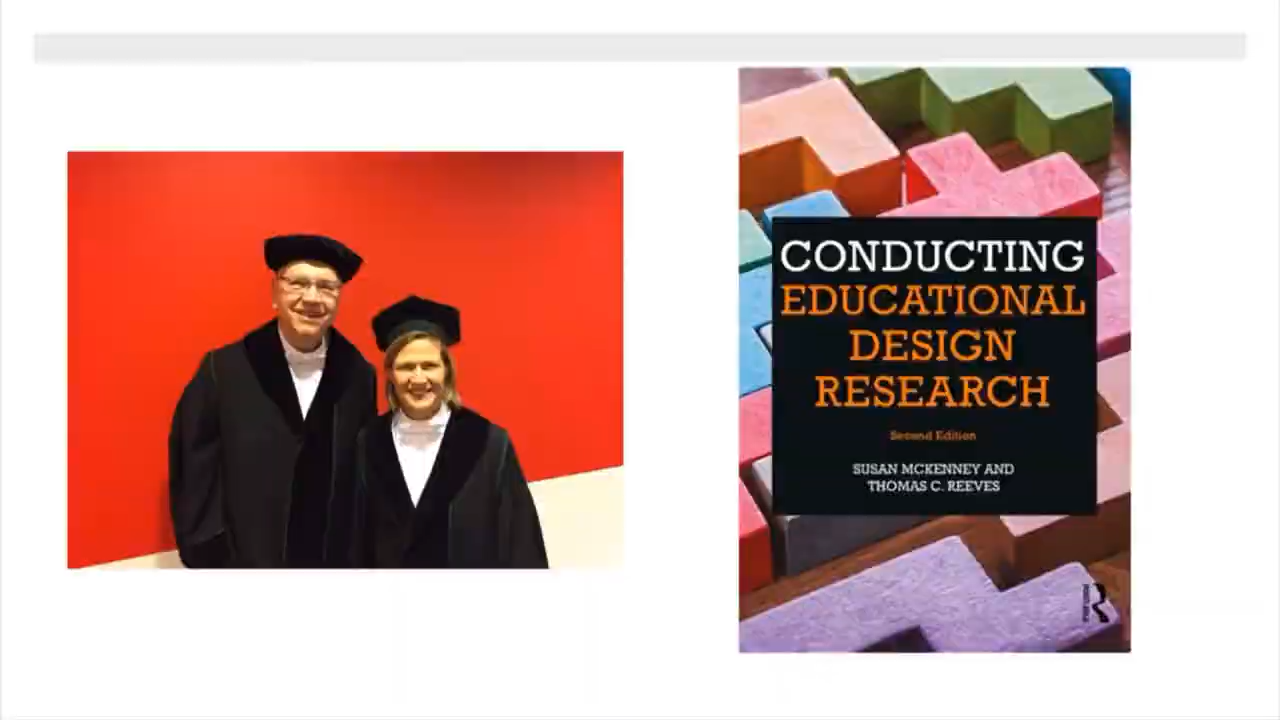 CONDUCTING
EDUCATIONAL
DESIGN
RESEARCH
Second Edition
SUSAN MCKENNEY AND
THOMAS C. REEVES